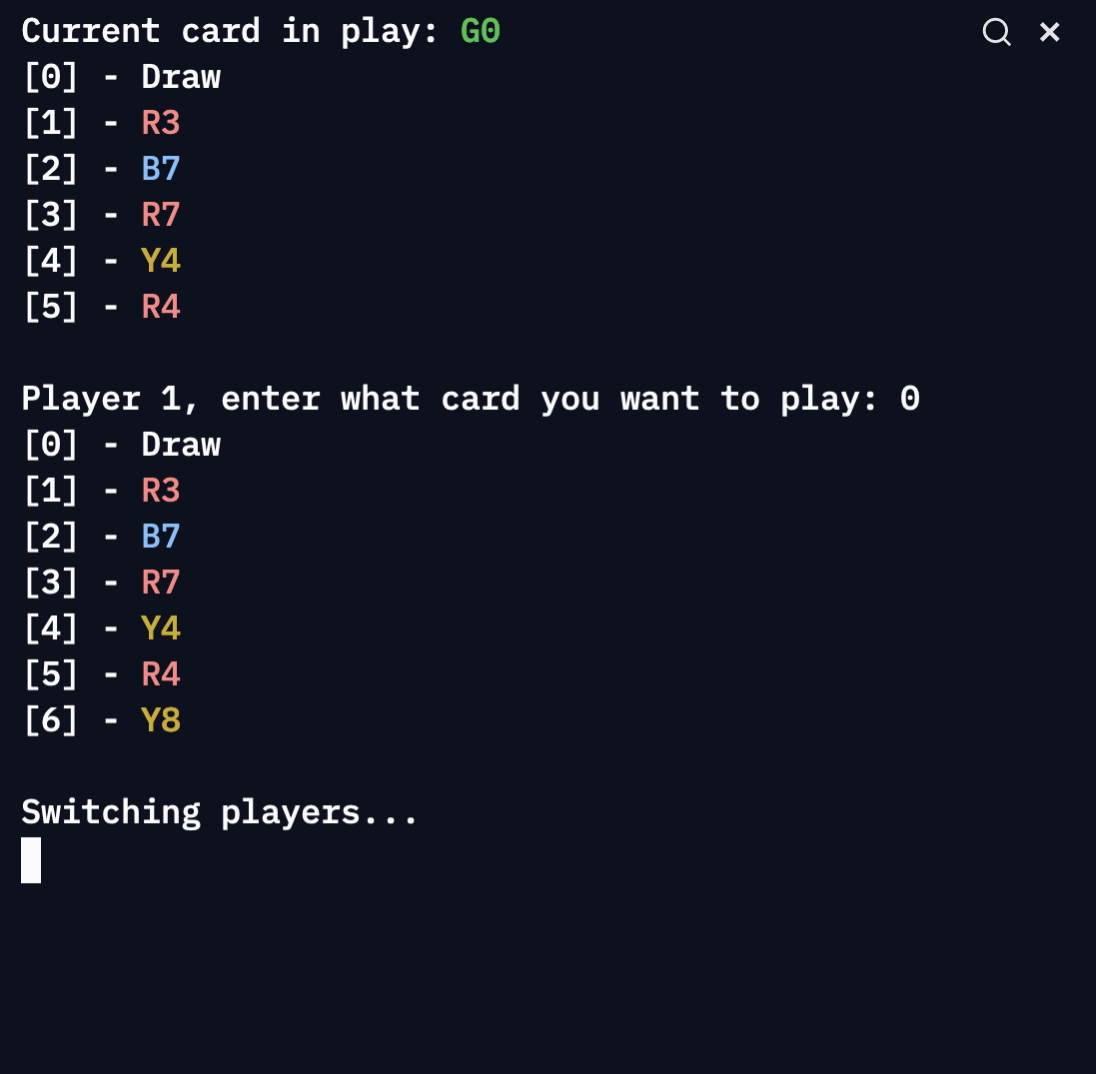 Current card in play: G0
[0] - Draw
[1] - R3
[2] - B7
[3] - R7
[4] - Y4
[5] - R4
Player 1, enter what card you want to play: 0
[0] - Draw
[1] - R3
[2] - B7
[3] - R7
[4] - Y4
[5] - R4
[6] - Y8
Switching players...